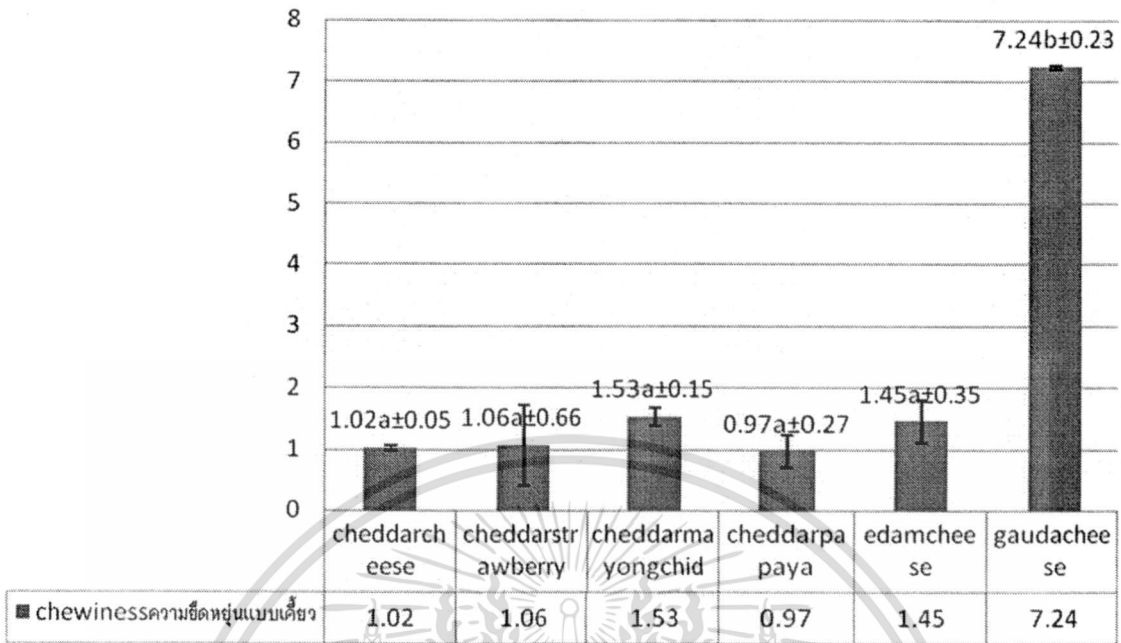 8
7.24b±0.23
7
6
5
4
3
2
1.02a±0.05 1.06a±0.66 1.53a±0.15 0.97a±0.27 1.45a±0.35
1
0
cheddarch cheddarstr cheddarma cheddarpa edamchee gaudachee
eese awberry yongchid paya se se
chewinessความยืดหยุ่นแบบเคี้ยว 1.02 1.06 1.53 0.97 1.45 7.24